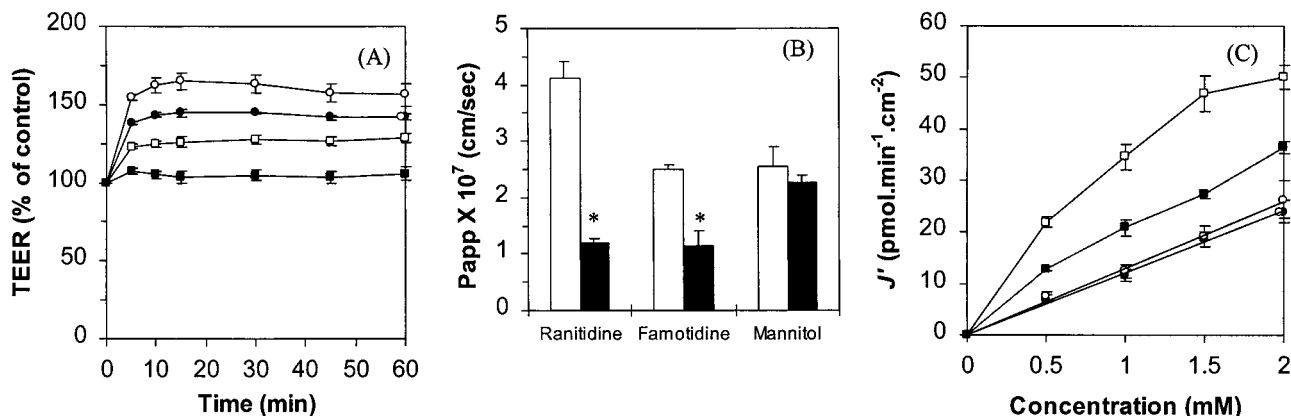 (A)
TEER (% of control)
200
150
100
50
0
0 10 20 30 40 50 60
Time (min)
(B)
Papp X 10⁷ (cm/sec)
5
4
3
2
1
0
* *
Ranitidine Famotidine Mannitol
(C)
J' (pmol.min⁻¹.cm⁻²)
60
50
40
30
20
10
0
0 0.5 1 1.5 2
Concentration (mM)